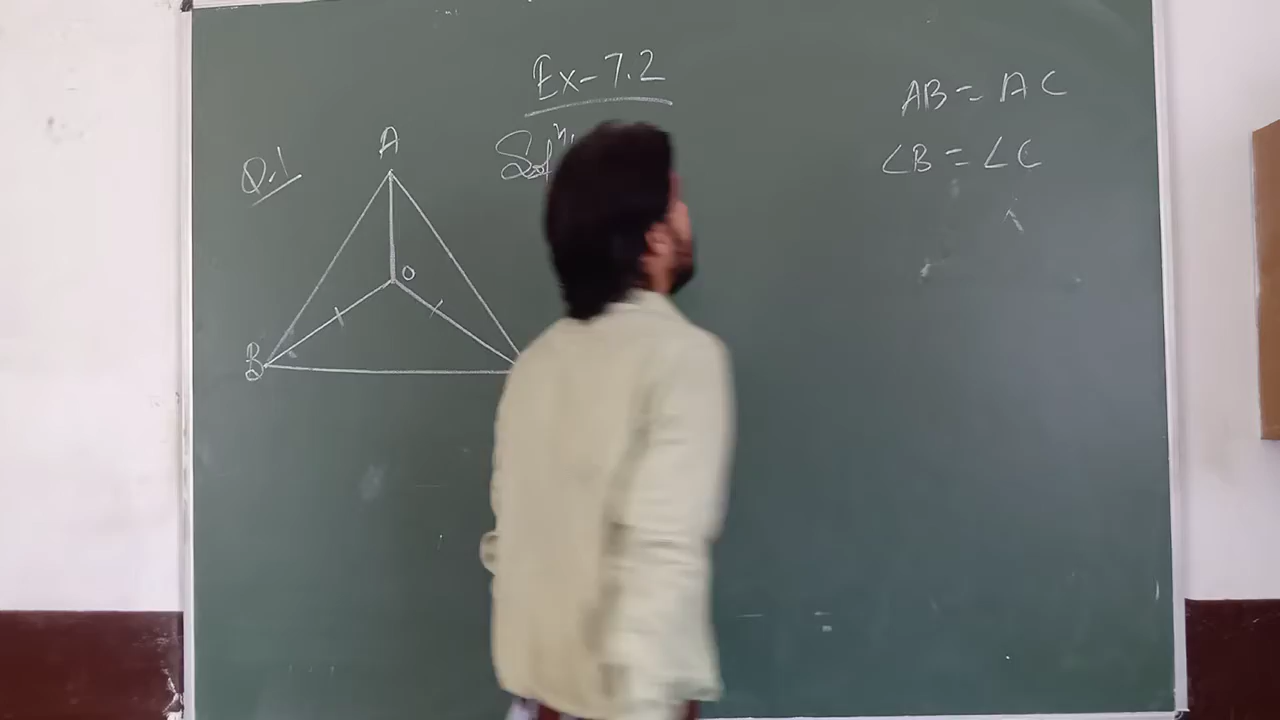 Ex-7.2
Q.1
Sol
A
O
B
AB = AC
∠B = ∠C